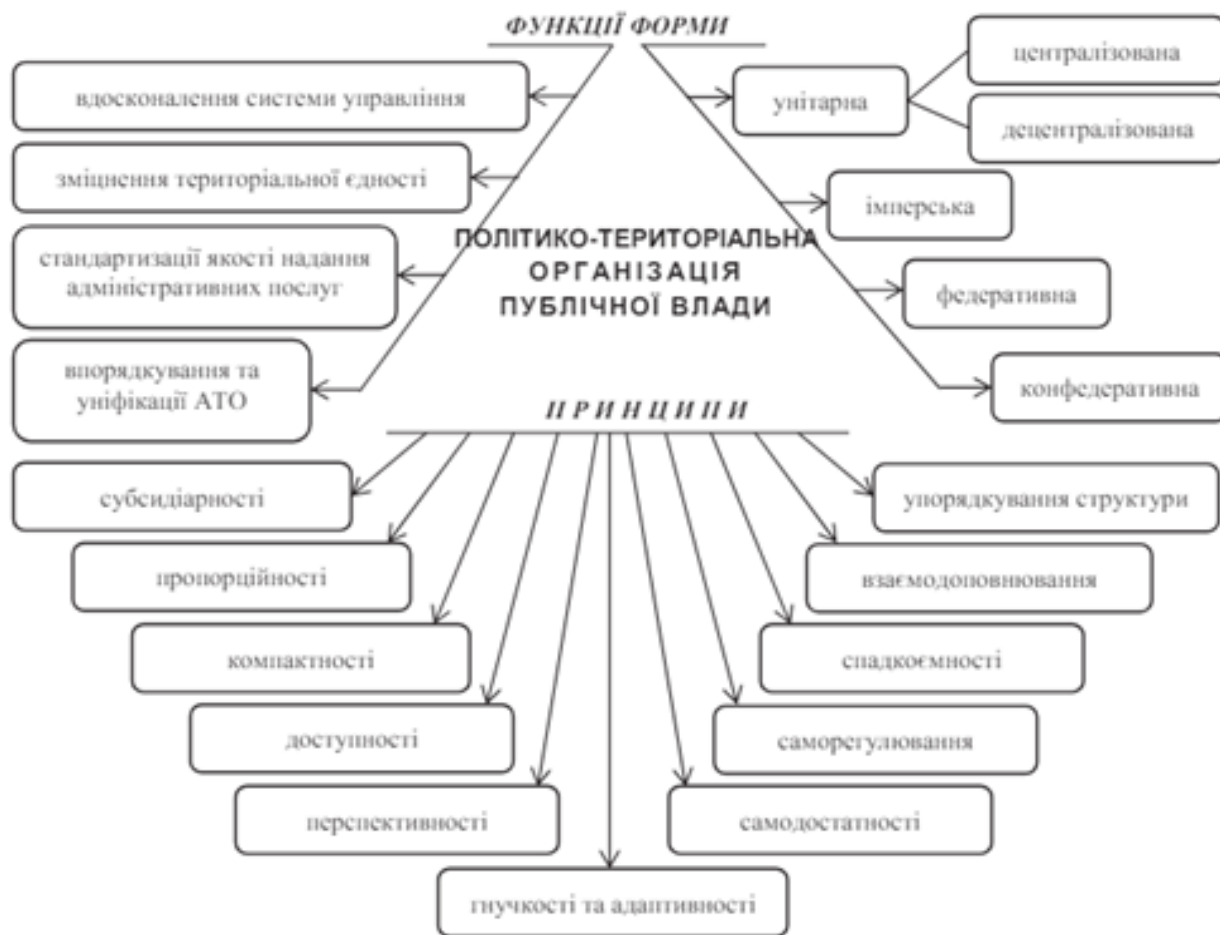 ФУНКЦІЇ ФОРМИ
вдосконалення системи управління
зміцнення територіальної єдності
стандартизації якості надання
адміністративних послуг
впорядкування та
уніфікації АТО
унітарна
централізована
децентралізована
імперська
федеративна
конфедеративна
ПОЛІТИКО-ТЕРИТОРІАЛЬНА
ОРГАНІЗАЦІЯ
ПУБЛІЧНОЇ ВЛАДИ
ПРИНЦИПИ
субсидіарності
пропорційності
компактності
доступності
перспективності
гнучкості та адаптивності
упорядкування структури
взаємодоповнювання
спадкоємності
саморегулювання
самодостатності